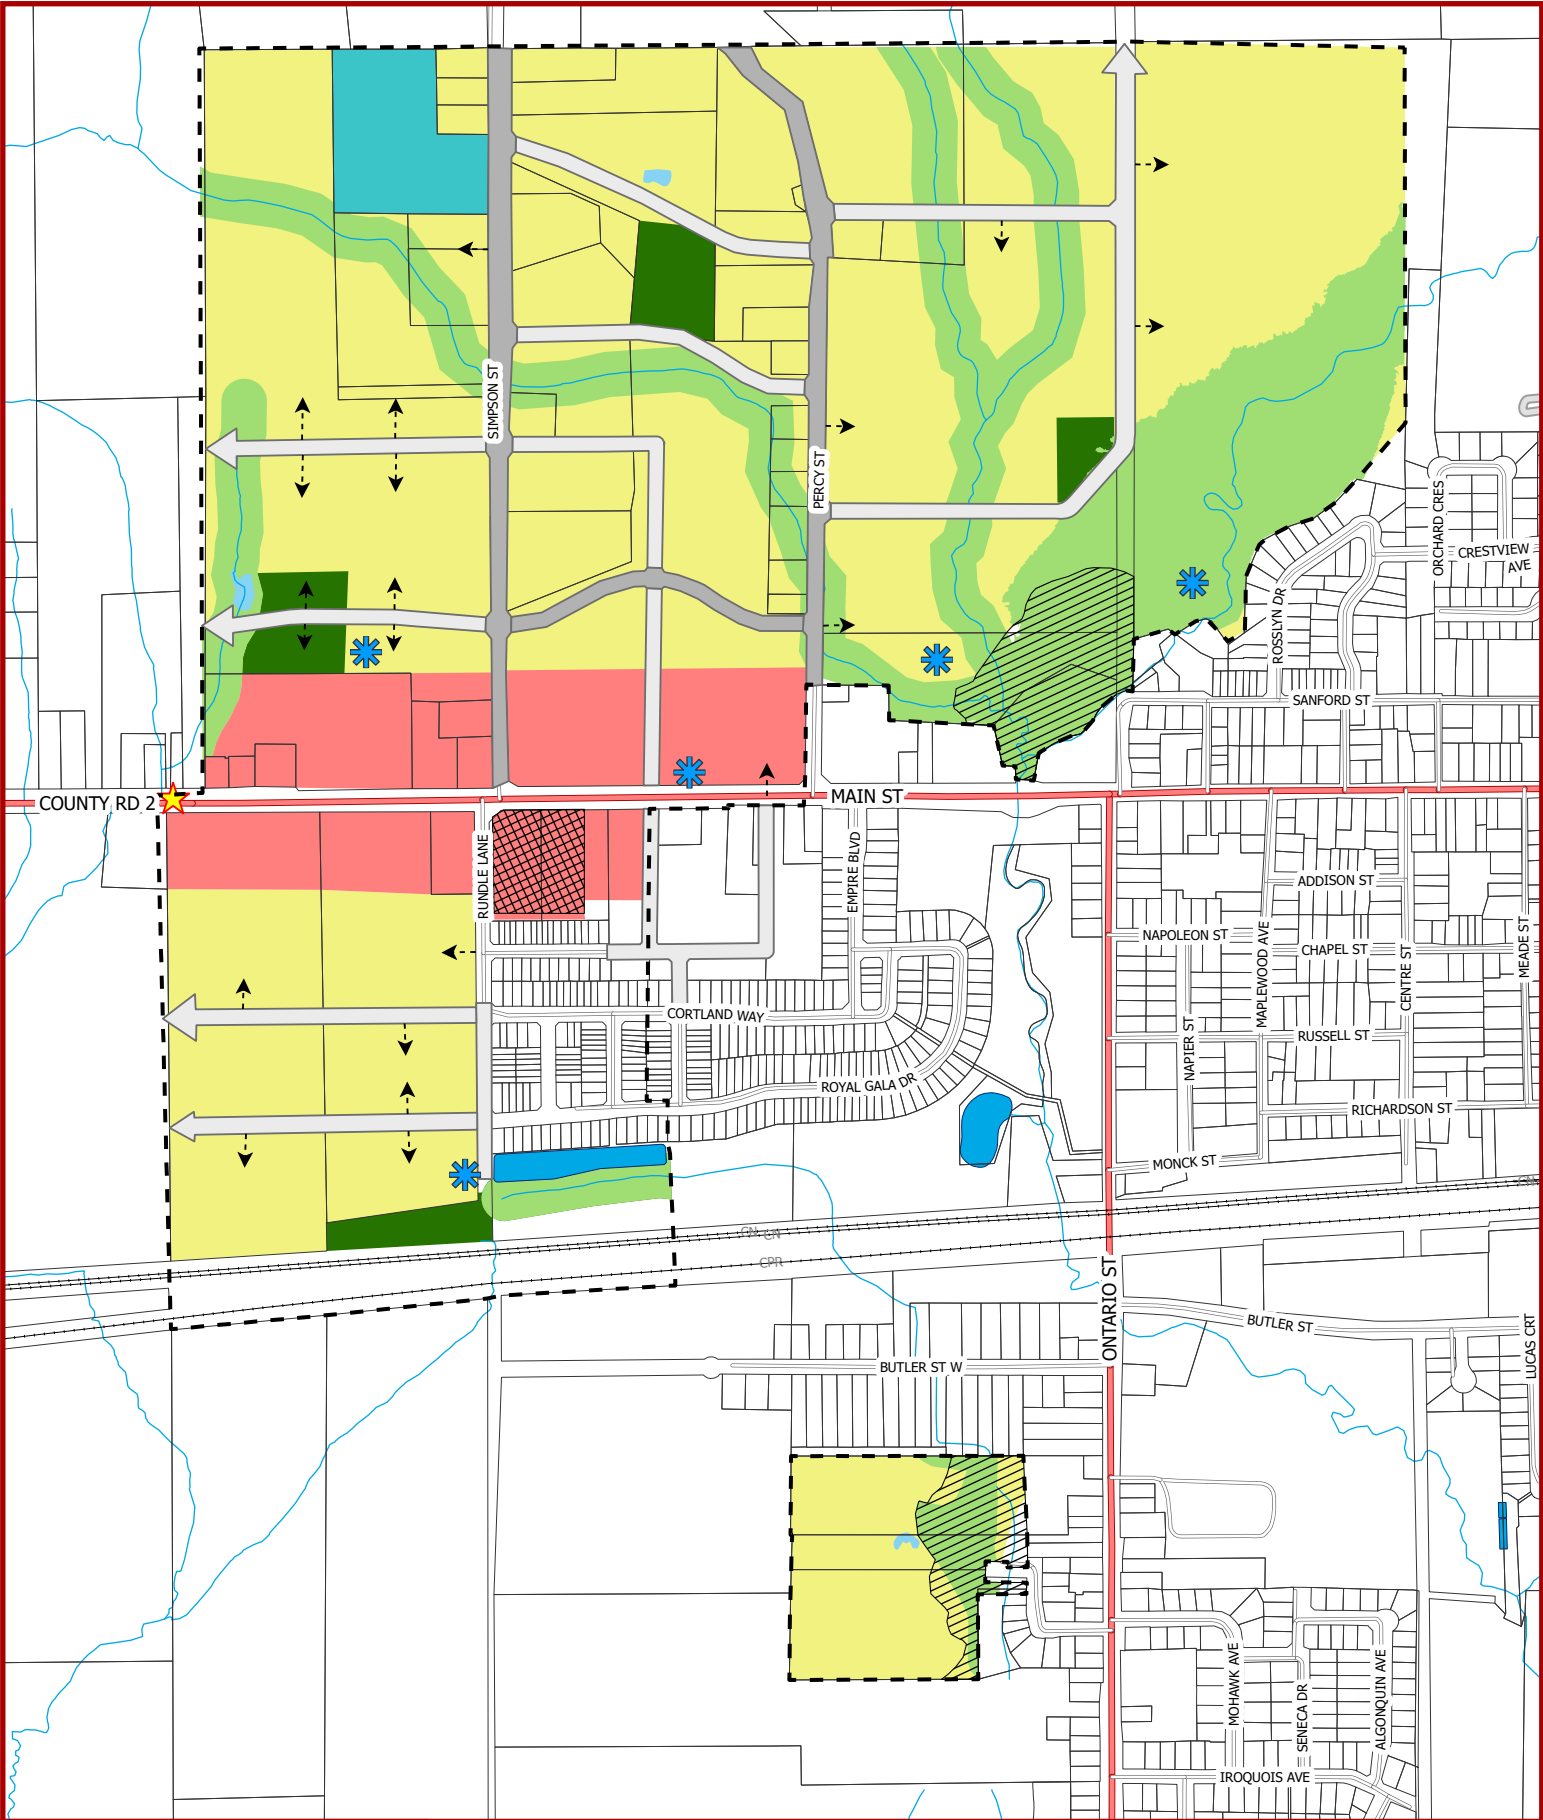 SIMPSON ST
PERCY ST
ORCHARD CRES
CRESTVIEW
AVE
ROSSLYN DR
SANFORD ST
COUNTY RD 2
MAIN ST
RUNDLE LANE
EMPIRE BLVD
ADDISON ST
NAPOLEON ST
MAPLEWOOD AVE
CHAPEL ST
CENTRE ST
MEADE ST
CORTLAND WAY
NAPIER ST
RUSSELL ST
ROYAL GALA DR
RICHARDSON ST
MONCK ST
CN
CN
CN
CPR
ONTARIO ST
BUTLER ST
LUCAS CRT
BUTLER ST W
MOHAWK AVE
SENECA DR
ALGONQUIN AVE
IROQUOIS AVE